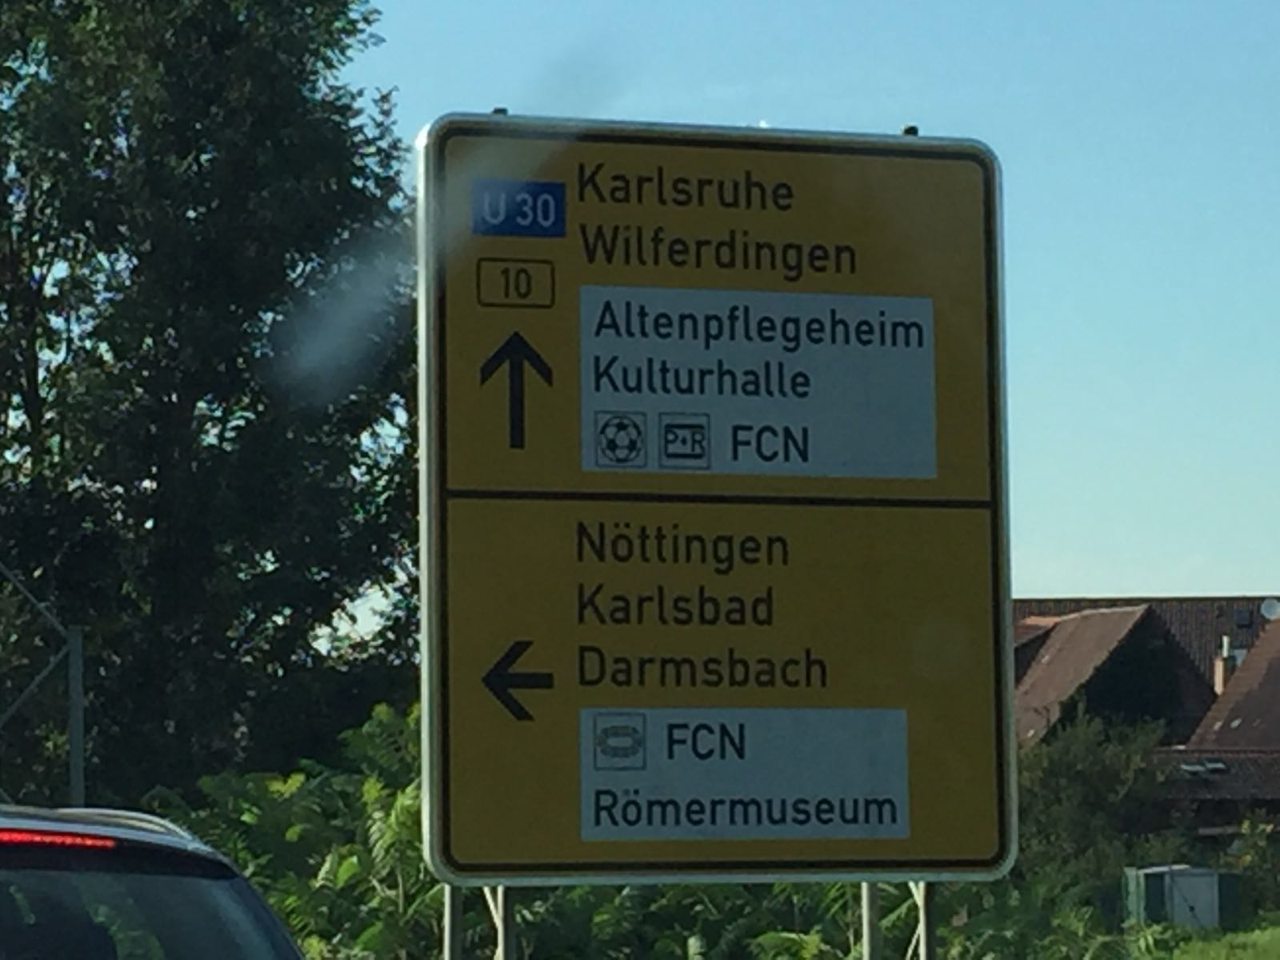 U 30
Karlsruhe
Wilferdingen
10
Altenpflegeheim
Kulturhalle
P+R FCN
Nöttingen
Karlsbad
Darmsbach
FCN
Römermuseum